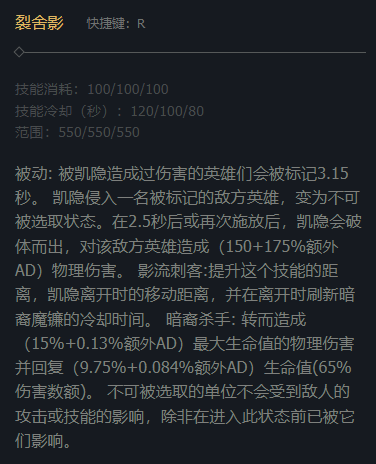 裂舍影 快捷键：R
技能消耗：100/100/100
技能冷却（秒）：120/100/80
范围：550/550/550
被动: 被凯隐造成过伤害的英雄们会被标记3.15
秒。 凯隐侵入一名被标记的敌方英雄，变为不可
被选取状态。在2.5秒后或再次施放后，凯隐会破
体而出，对该敌方英雄造成（150+175%额外
AD）物理伤害。 影流刺客:提升这个技能的距
离，凯隐离开时的移动距离，并在离开时刷新暗
裔魔镰的冷却时间。 暗裔杀手: 转而造成
（15%+0.13%额外AD）最大生命值的物理伤害
并回复（9.75%+0.084%额外AD）生命值(65%
伤害数额)。 不可被选取的单位不会受到敌人的
攻击或技能的影响，除非在进入此状态前已被它
们影响。